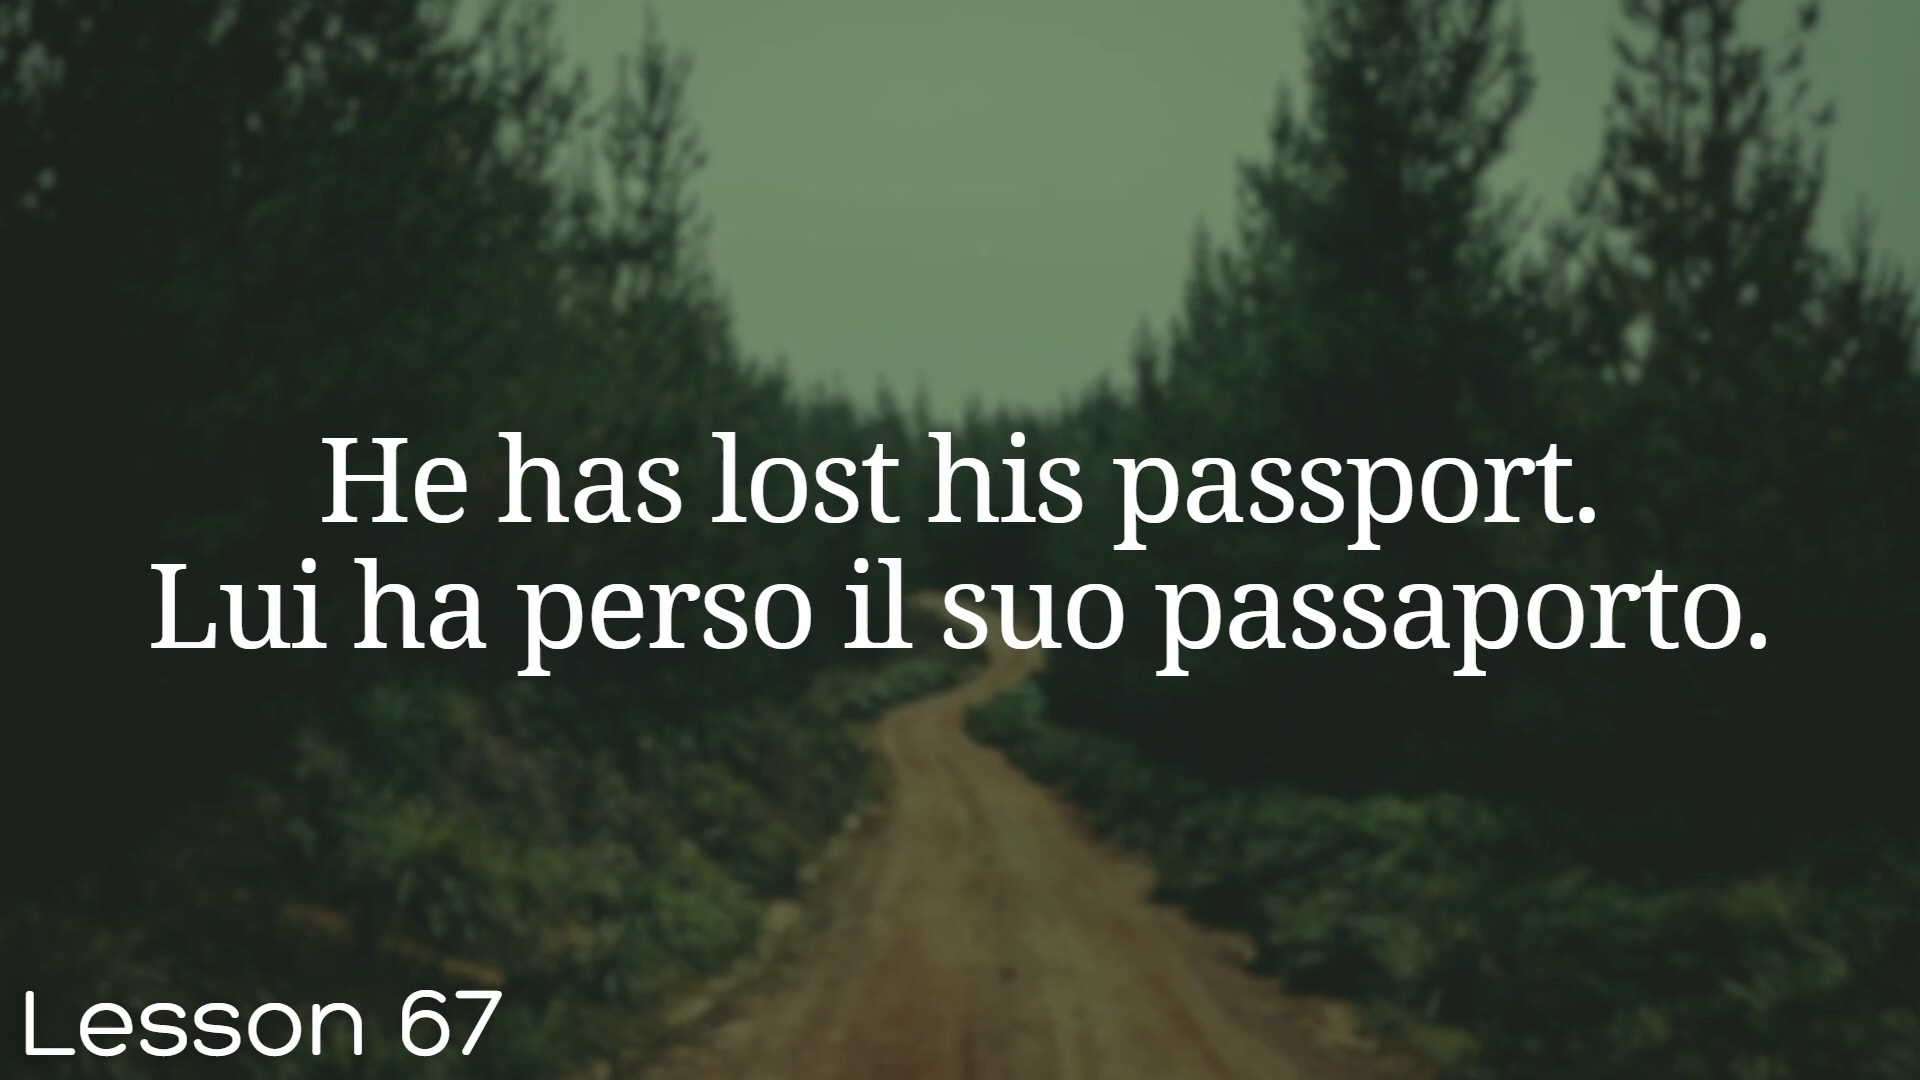 He has lost his passport.
Lui ha perso il suo passaporto.
Lesson 67